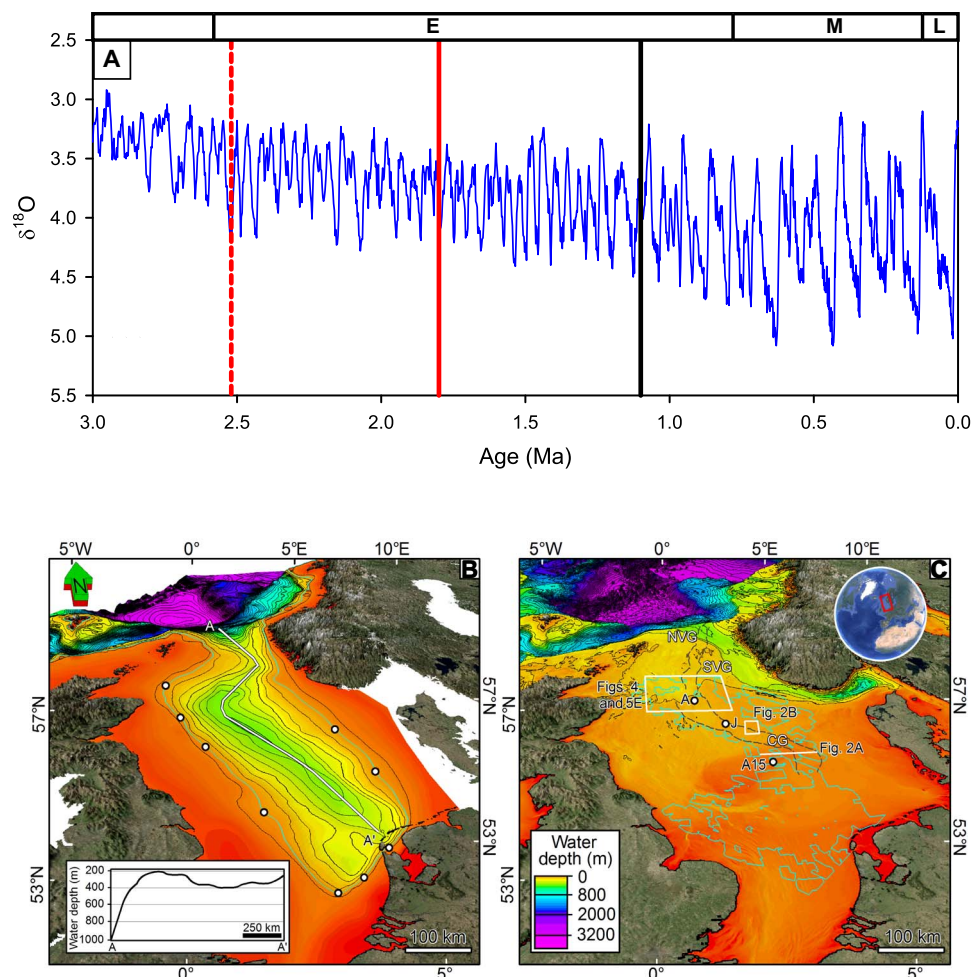 E M L
2.5
A
3.0
3.5
4.0
4.5
5.0
5.5
δ18O
3.0 2.5 2.0 1.5 1.0 0.5 0.0
Age (Ma)
5°W 0° 5°E 10°E
B
N
A
57°N
57°N
A'
53°N
53°N
200
400
600
800
1000
Water depth (m)
250 km
A A'
100 km
0° 5°
5°W 0° 5°E 10°E
C
NVG
SVG
57°N
57°N
Figs. 4
and 5E
A
J
Fig. 2B
CG
Fig. 2A
A15
53°N
53°N
Water
depth (m)
0
800
2000
3200
100 km
0° 5°